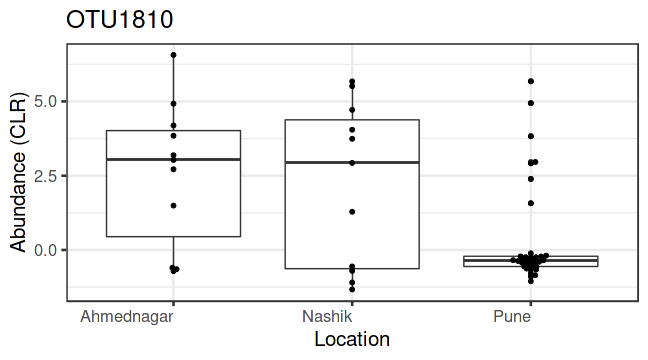 OTU1810
Abundance (CLR)
5.0
2.5
0.0
Ahmednagar Nashik Pune
Location